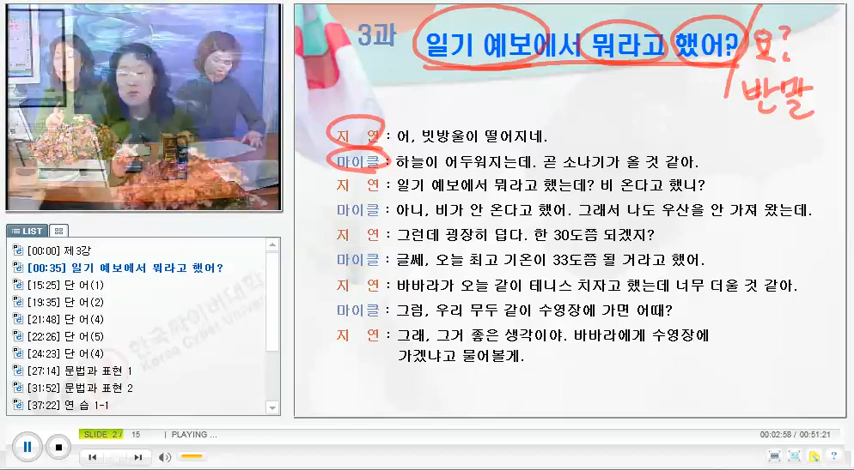 3과 일기 예보에서 뭐라고 했어? / 요?
반말
지 연 : 어, 빗방울이 떨어지네.
마이클 : 하늘이 어두워지는데. 곧 소나기가 올 것 같아.
지 연 : 일기 예보에서 뭐라고 했는데? 비 온다고 했니?
마이클 : 아니, 비가 안 온다고 했어. 그래서 나도 우산을 안 가져 왔는데.
지 연 : 그런데 굉장히 덥다. 한 30도쯤 되겠지?
마이클 : 글쎄, 오늘 최고 기온이 33도쯤 될 거라고 했어.
지 연 : 바바라가 오늘 같이 테니스 치자고 했는데 너무 더울 것 같아.
마이클 : 그럼, 우리 모두 같이 수영장에 가면 어때?
지 연 : 그래, 그거 좋은 생각이야. 바바라에게 수영장에
가겠냐고 물어볼게.
LIST
[00:00] 제 3강
[00:35] 일기 예보에서 뭐라고 했어?
[15:25] 단 어(1)
[19:35] 단 어(2)
[21:48] 단 어(4)
[22:26] 단 어(5)
[24:23] 단 어(4)
[27:14] 문법과 표현 1
[31:52] 문법과 표현 2
[37:22] 연 습 1-1
한국싸이버대학
Korea Cyber Univer
SLIDE 2 / 15 | PLAYING ...
00:02:58 / 00:51:21